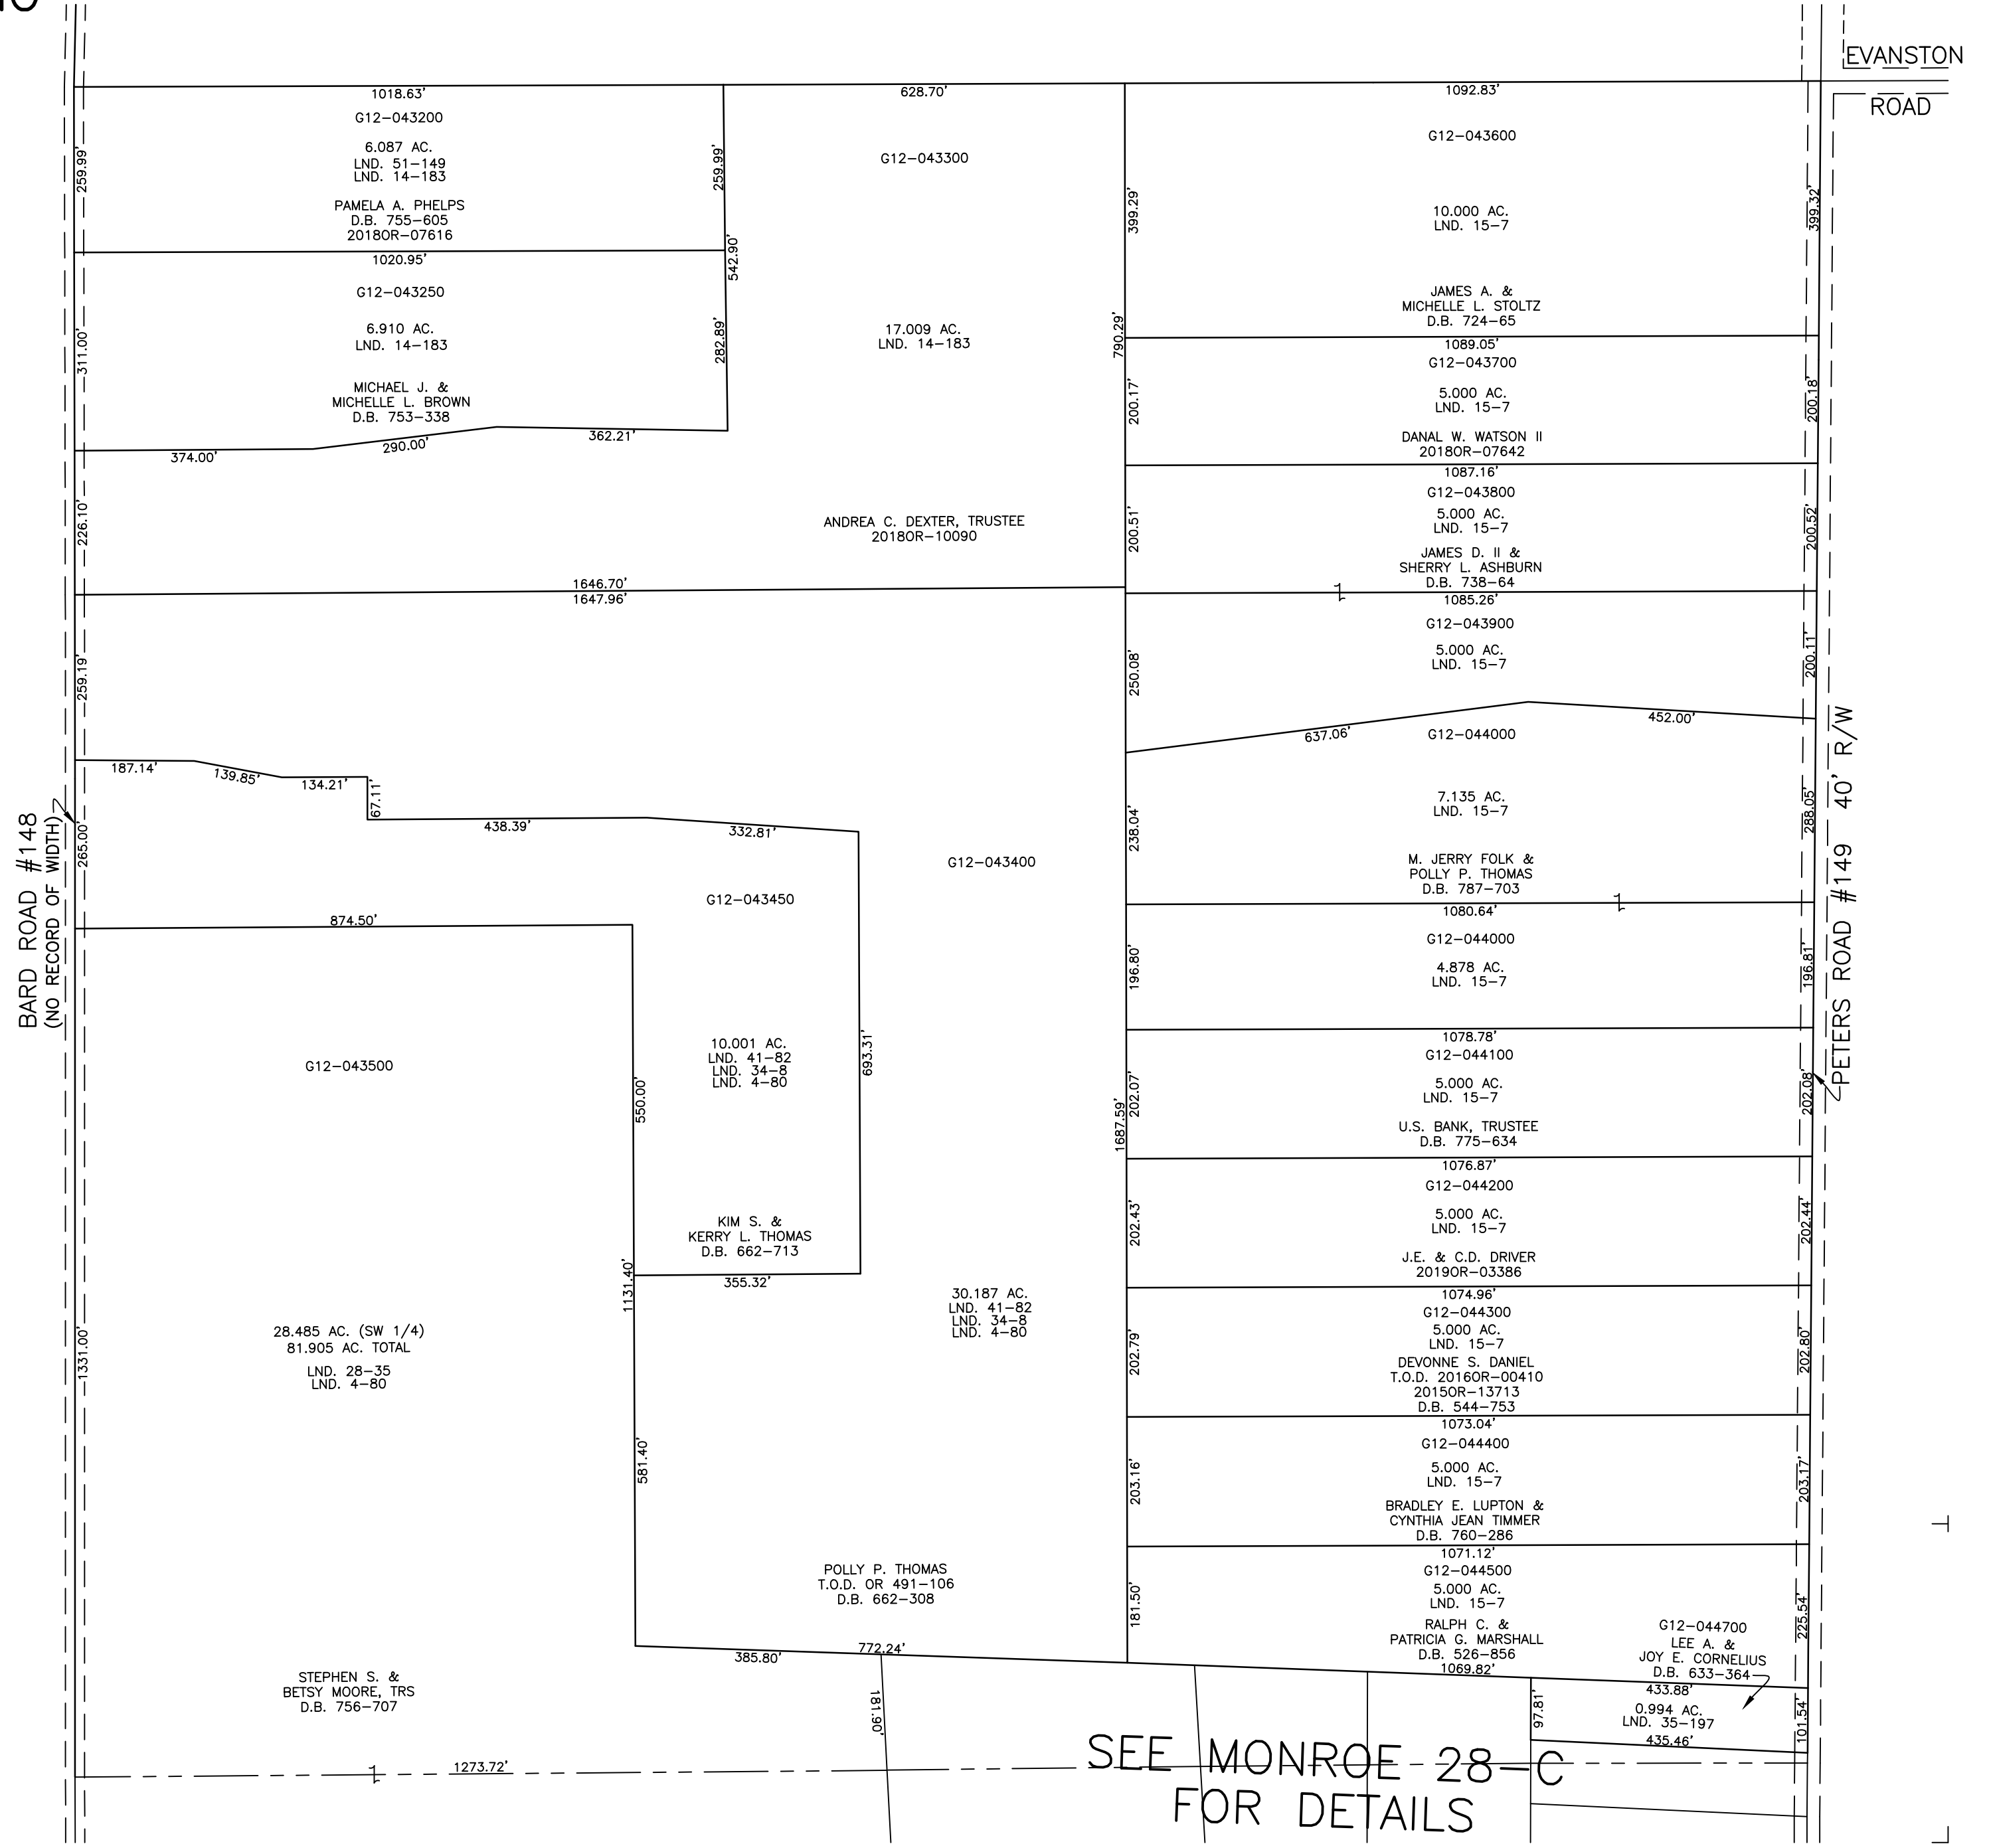 EVANSTON
ROAD
1018.63'
G12-043200
6.087 AC.
LND. 51-149
LND. 14-183
PAMELA A. PHELPS
D.B. 755-605
2018OR-07616
259.99'
259.99'
1020.95'
G12-043250
6.910 AC.
LND. 14-183
MICHAEL J. &
MICHELLE L. BROWN
D.B. 753-338
311.00'
282.89'
542.90'
374.00'
290.00'
362.21'
628.70'
G12-043300
17.009 AC.
LND. 14-183
ANDREA C. DEXTER, TRUSTEE
2018OR-10090
226.10'
790.29'
1646.70'
1647.96'
1092.83'
G12-043600
10.000 AC.
LND. 15-7
JAMES A. &
MICHELLE L. STOLTZ
D.B. 724-65
399.29'
399.32'
1089.05'
G12-043700
5.000 AC.
LND. 15-7
DANAL W. WATSON II
2018OR-07642
200.17'
200.18'
1087.16'
G12-043800
5.000 AC.
LND. 15-7
JAMES D. II &
SHERRY L. ASHBURN
D.B. 738-64
200.51'
200.52'
1085.26'
G12-043900
5.000 AC.
LND. 15-7
250.08'
200.11'
637.06'
452.00'
G12-044000
7.135 AC.
LND. 15-7
M. JERRY FOLK &
POLLY P. THOMAS
D.B. 787-703
238.04'
288.05'
1080.64'
G12-044000
4.878 AC.
LND. 15-7
196.80'
196.81'
1078.78'
G12-044100
5.000 AC.
LND. 15-7
U.S. BANK, TRUSTEE
D.B. 775-634
202.07'
202.08'
1076.87'
G12-044200
5.000 AC.
LND. 15-7
J.E. & C.D. DRIVER
2019OR-03386
202.43'
202.44'
1074.96'
G12-044300
5.000 AC.
LND. 15-7
DEVONNE S. DANIEL
T.O.D. 2016OR-00410
2015OR-13713
D.B. 544-753
202.79'
202.80'
1073.04'
G12-044400
5.000 AC.
LND. 15-7
BRADLEY E. LUPTON &
CYNTHIA JEAN TIMMER
D.B. 760-286
203.16'
203.17'
1071.12'
G12-044500
5.000 AC.
LND. 15-7
RALPH C. &
PATRICIA G. MARSHALL
D.B. 526-856
1069.82'
181.50'
225.54'
G12-044700
LEE A. &
JOY E. CORNELIUS
D.B. 633-364
433.88'
0.994 AC.
LND. 35-197
435.46'
97.81'
101.54'
259.19'
187.14'
139.85'
134.21'
67.11'
438.39'
332.81'
G12-043400
30.187 AC.
LND. 41-82
LND. 34-8
LND. 4-80
POLLY P. THOMAS
T.O.D. OR 491-106
D.B. 662-308
1687.59'
G12-043450
10.001 AC.
LND. 41-82
LND. 34-8
LND. 4-80
KIM S. &
KERRY L. THOMAS
D.B. 662-713
265.00'
693.31'
550.00'
355.32'
874.50'
G12-043500
28.485 AC. (SW 1/4)
81.905 AC. TOTAL
LND. 28-35
LND. 4-80
STEPHEN S. &
BETSY MOORE, TRS
D.B. 756-707
1331.00'
1131.40'
581.40'
385.80'
772.24'
181.90'
1273.72'
BARD ROAD #148
(NO RECORD OF WIDTH)
PETERS ROAD #149 40' R/W
SEE MONROE 28-C
FOR DETAILS